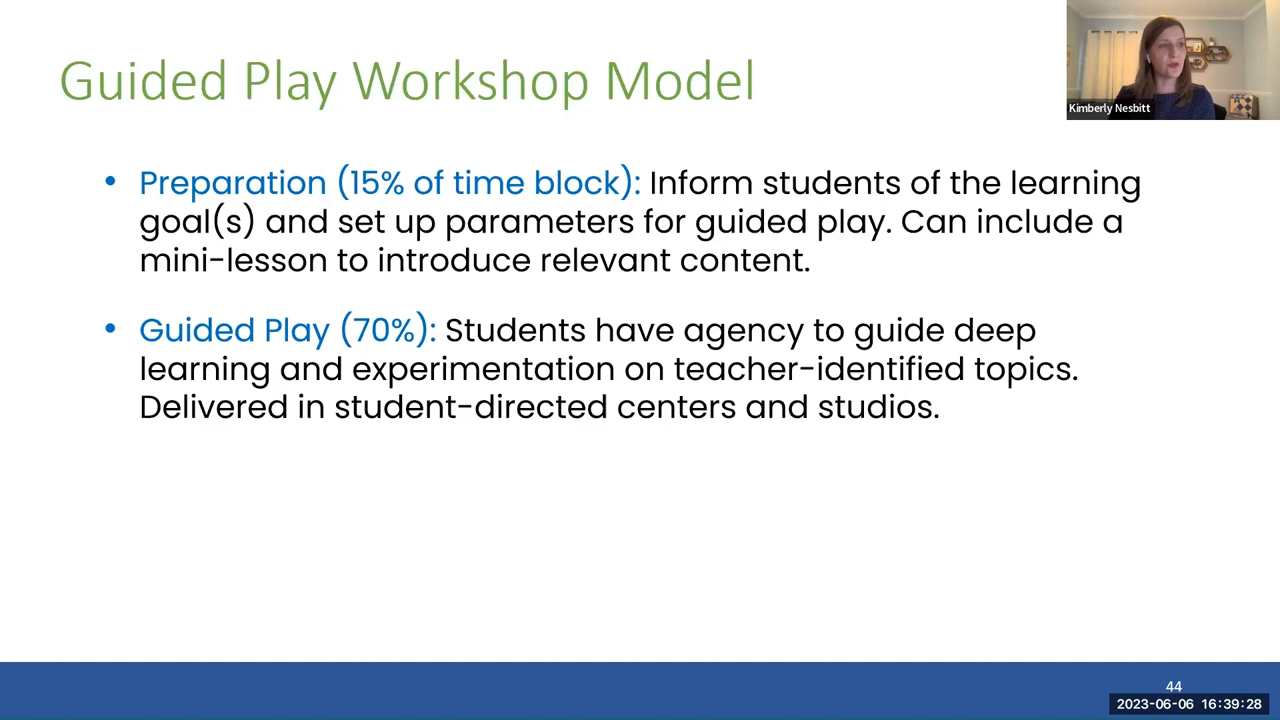 Guided Play Workshop Model
Kimberly Nesbitt
• Preparation (15% of time block): Inform students of the learning
goal(s) and set up parameters for guided play. Can include a
mini-lesson to introduce relevant content.
• Guided Play (70%): Students have agency to guide deep
learning and experimentation on teacher-identified topics.
Delivered in student-directed centers and studios.
44
2023-06-06 16:39:28